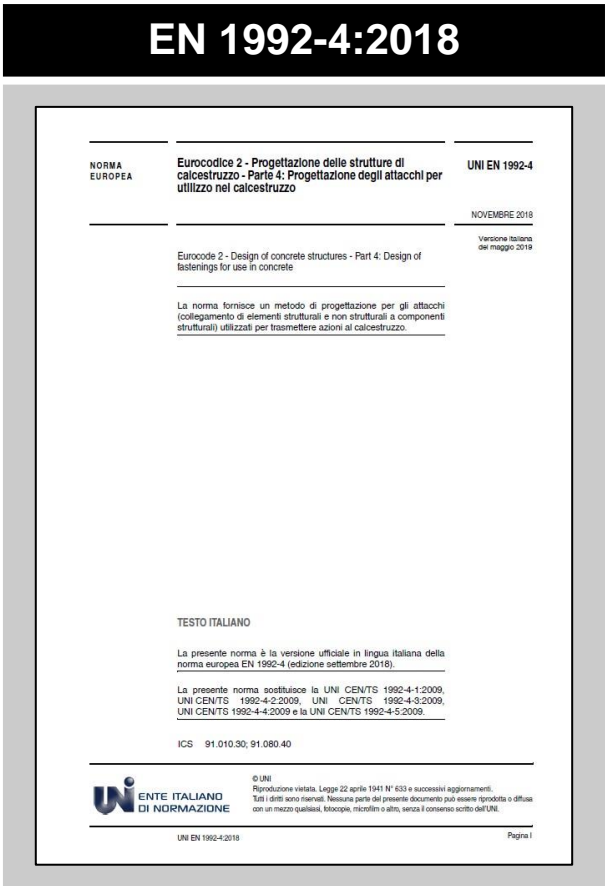 EN 1992-4:2018
NORMA
EUROPEA
Eurocodice 2 - Progettazione delle strutture di
calcestruzzo - Parte 4: Progettazione degli attacchi per
utilizzo nel calcestruzzo
UNI EN 1992-4
NOVEMBRE 2018
Versione italiana
del maggio 2019
Eurocode 2 - Design of concrete structures - Part 4: Design of
fastenings for use in concrete
La norma fornisce un metodo di progettazione per gli attacchi
(collegamento di elementi strutturali e non strutturali a componenti
strutturali) utilizzati per trasmettere azioni al calcestruzzo.
TESTO ITALIANO
La presente norma è la versione ufficiale in lingua italiana della
norma europea EN 1992-4 (edizione settembre 2018).
La presente norma sostituisce la UNI CEN/TS 1992-4-1:2009,
UNI CEN/TS 1992-4-2:2009, UNI CEN/TS 1992-4-3:2009,
UNI CEN/TS 1992-4-4:2009 e la UNI CEN/TS 1992-4-5:2009.
ICS 91.010.30; 91.080.40
UNI
ENTE ITALIANO
DI NORMAZIONE
© UNI
Riproduzione vietata. Legge 22 aprile 1941 N° 633 e successivi aggiornamenti.
Tutti i diritti sono riservati. Nessuna parte del presente documento può essere riprodotta o diffusa
con un mezzo qualsiasi, fotocopie, microfilm o altro, senza il consenso scritto dell'UNI.
UNI EN 1992-4:2018
Pagina I